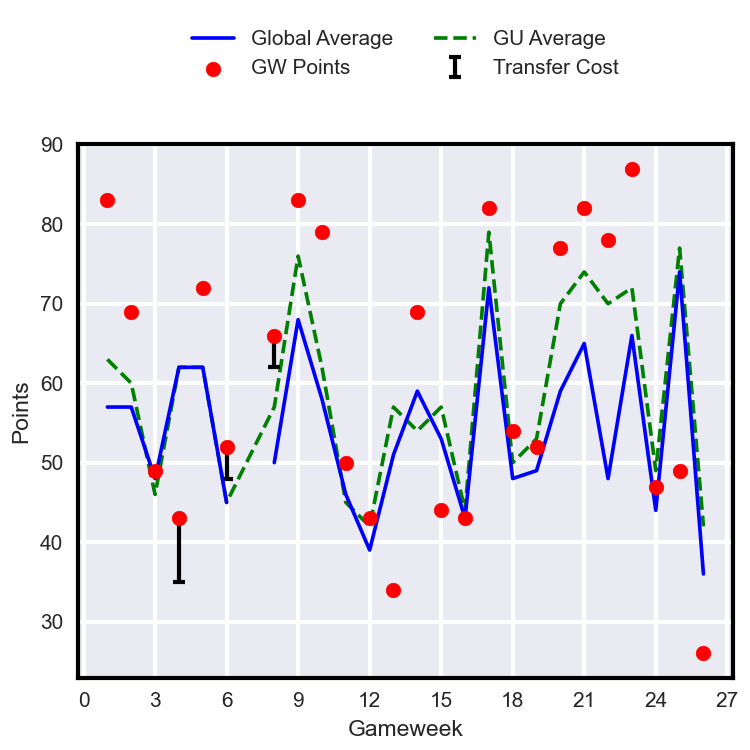 Global Average
GU Average
GW Points
Transfer Cost
90
80
70
60
50
40
30
Points
0 3 6 9 12 15 18 21 24 27
Gameweek